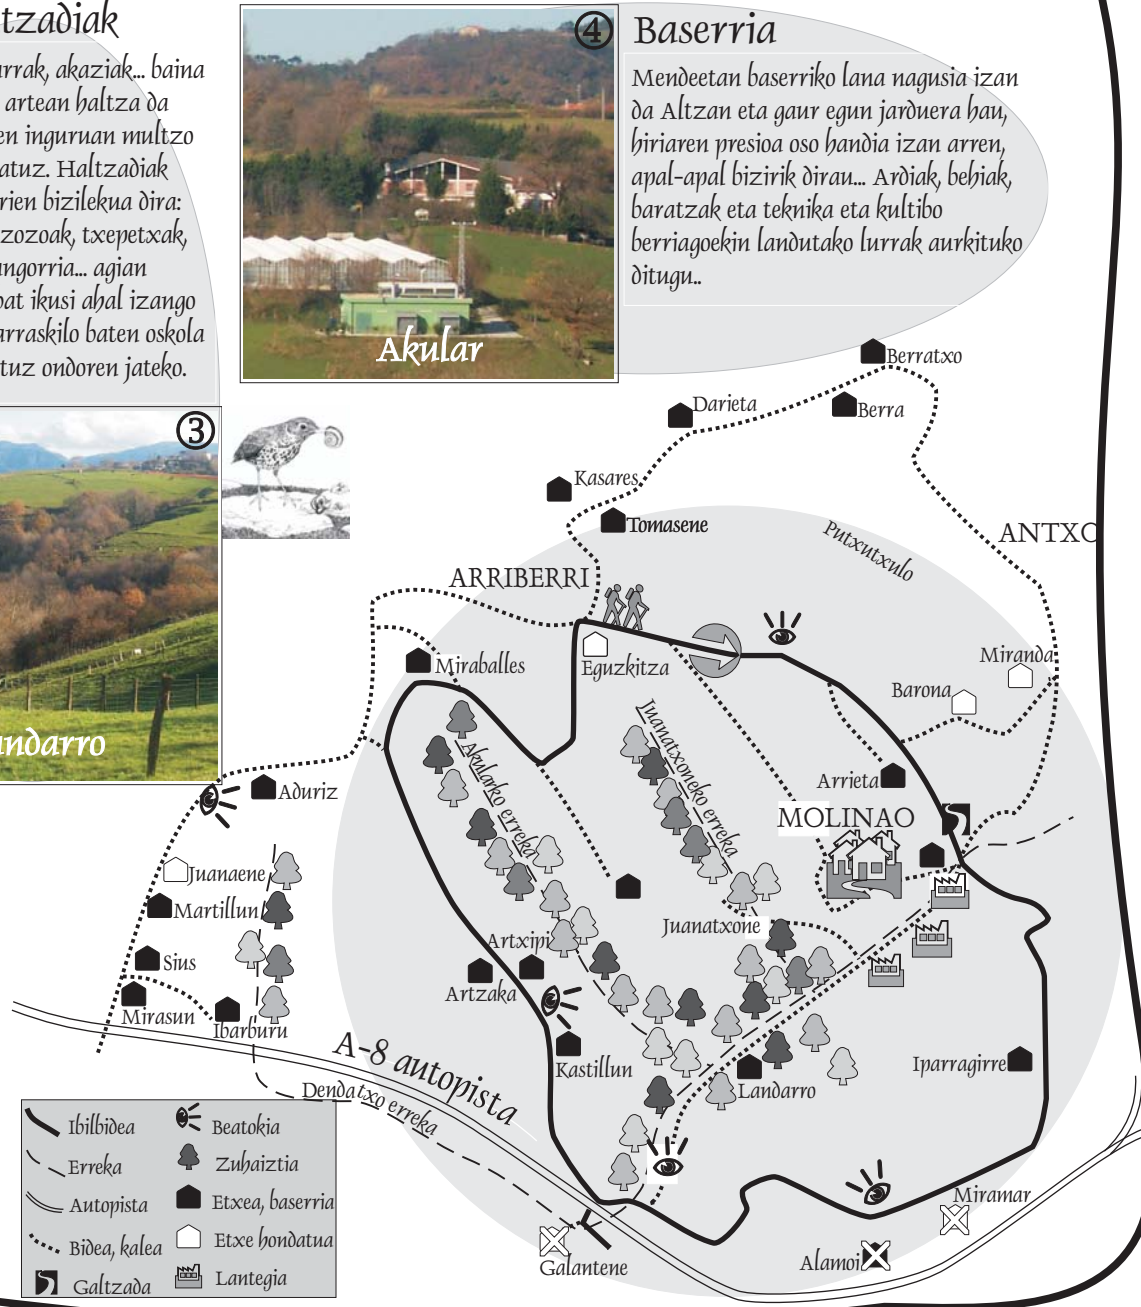 tzadiak
arrak, akaziak... baina
artean haltza da
en inguruan multzo
atuz. Haltzadiak
rien bizilekua dira:
zozoak, txepetxak,
ngorria... agian
bat ikusi ahal izango
arraskilo baten oskola
tuz ondoren jateko.
③
andarro
④
Akular
Baserria
Mendeetan baserriko lana nagusia izan
da Altzan eta gaur egun jarduera hau,
hiriaren presioa oso handia izan arren,
apal-apal bizirik dirau... Ardiak, behiak,
baratzak eta teknika eta kultibo
berriagoekin landutako lurrak aurkituko
ditugu..
Berratxo
Darieta
Berra
Kasares
Tomasene
Putxutxulo
ANTXO
ARRIBERRI
Miraballes
Eguzkitza
Miranda
Barona
Juanatxoneko erreka
Akularko erreka
Arrieta
Aduriz
MOLINAO
Juanaene
Martillun
Juanatxone
Artxipi
Sius
Artzaka
Mirasun
Ibarburu
A-8 autopista
Kastillun
Iparragirre
Landarro
Dendatxo erreka
Miramar
Alamoi
Galantene
Ibilbidea
Beatokia
Erreka
Zuhaiztia
Autopista
Etxea, baserria
Bidea, kalea
Etxe hondatua
Galtzada
Lantegia